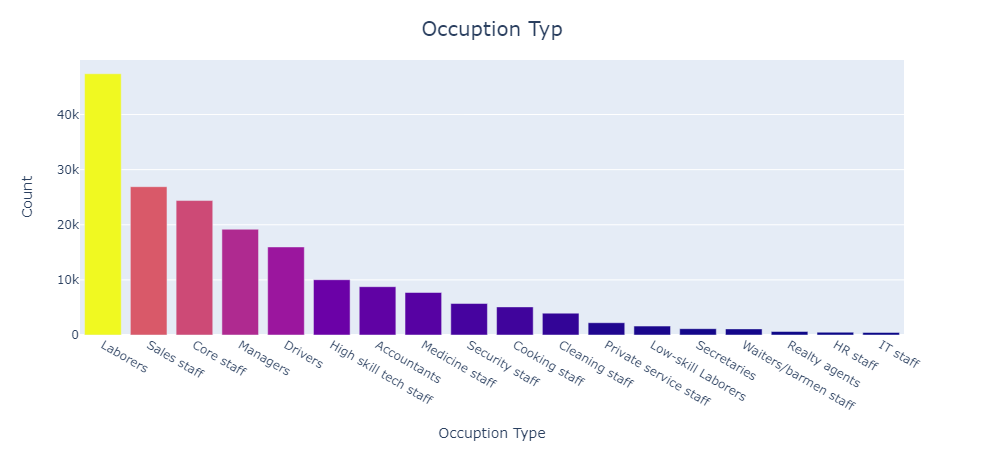 Occuption Typ
Count
40k
30k
20k
10k
0
Laborers
Sales staff
Core staff
Managers
Drivers
High skill tech staff
Accountants
Medicine staff
Security staff
Cooking staff
Cleaning staff
Private service staff
Low-skill Laborers
Secretaries
Waiters/barmen staff
Realty agents
HR staff
IT staff
Occuption Type